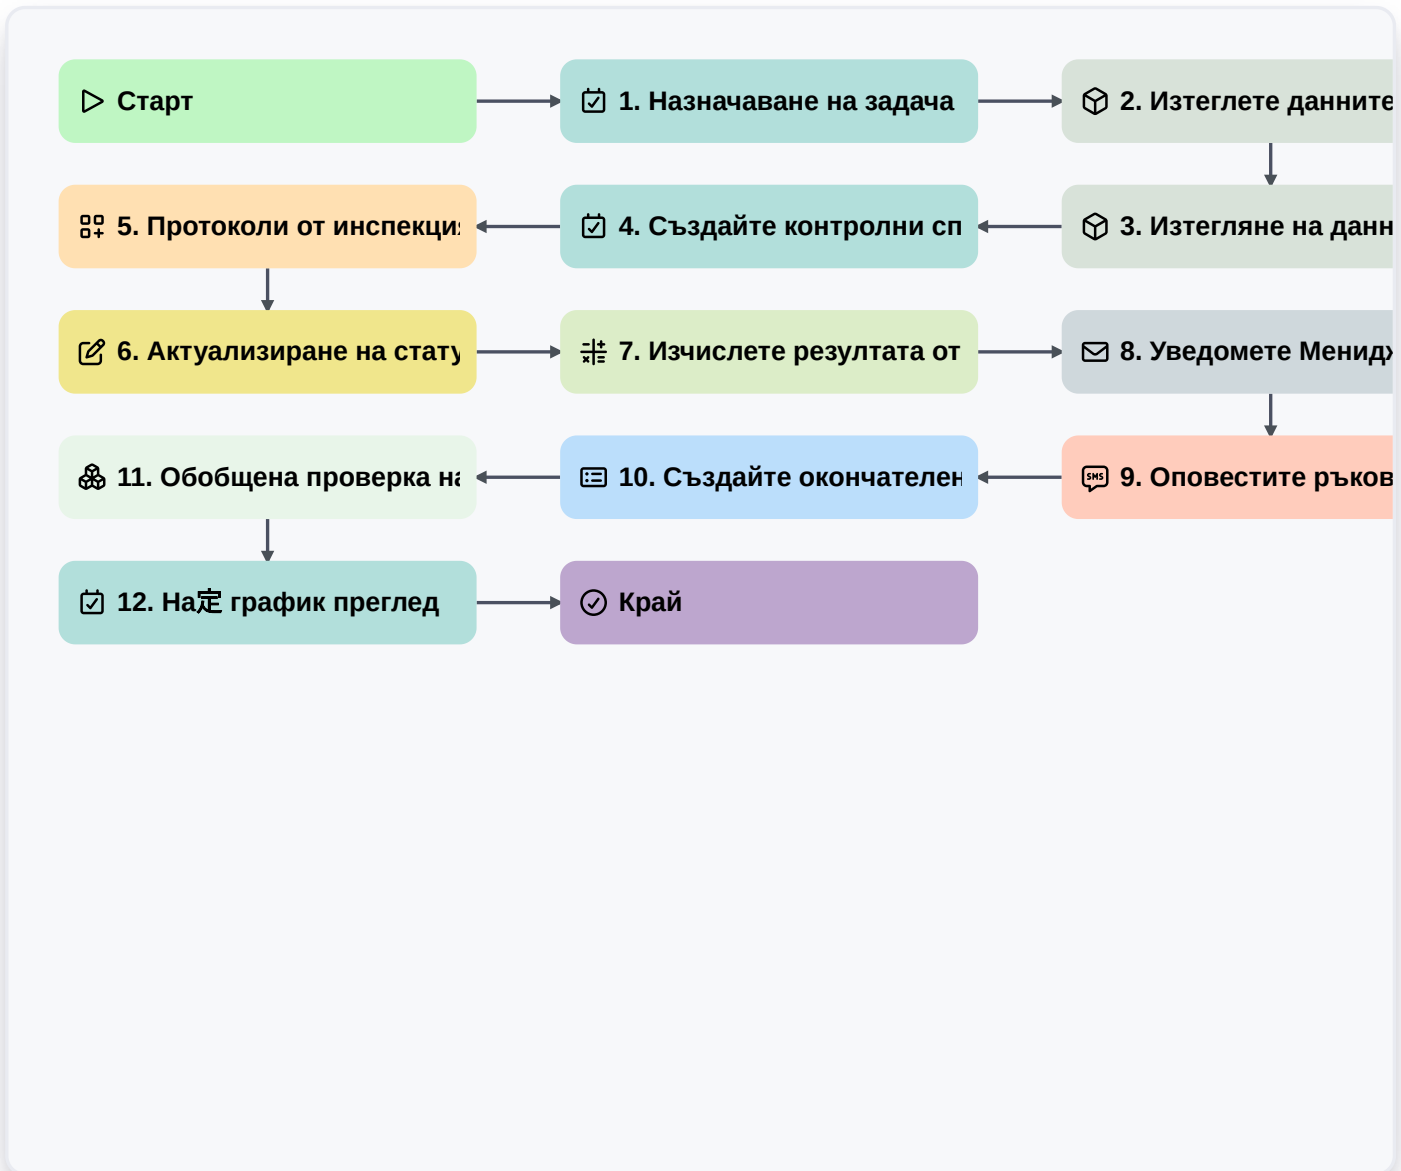 Старт
1. Назначаване на задача
2. Изтеглете данните
5. Протоколи от инспекция
4. Създайте контролни сп
3. Изтегляне на данн
6. Актуализиране на стату
7. Изчислете резултата от
8. Уведомете Менидж
11. Обобщена проверка на
10. Създайте окончателен
SMS 9. Оповестите ръков
12. На定 график преглед
Край